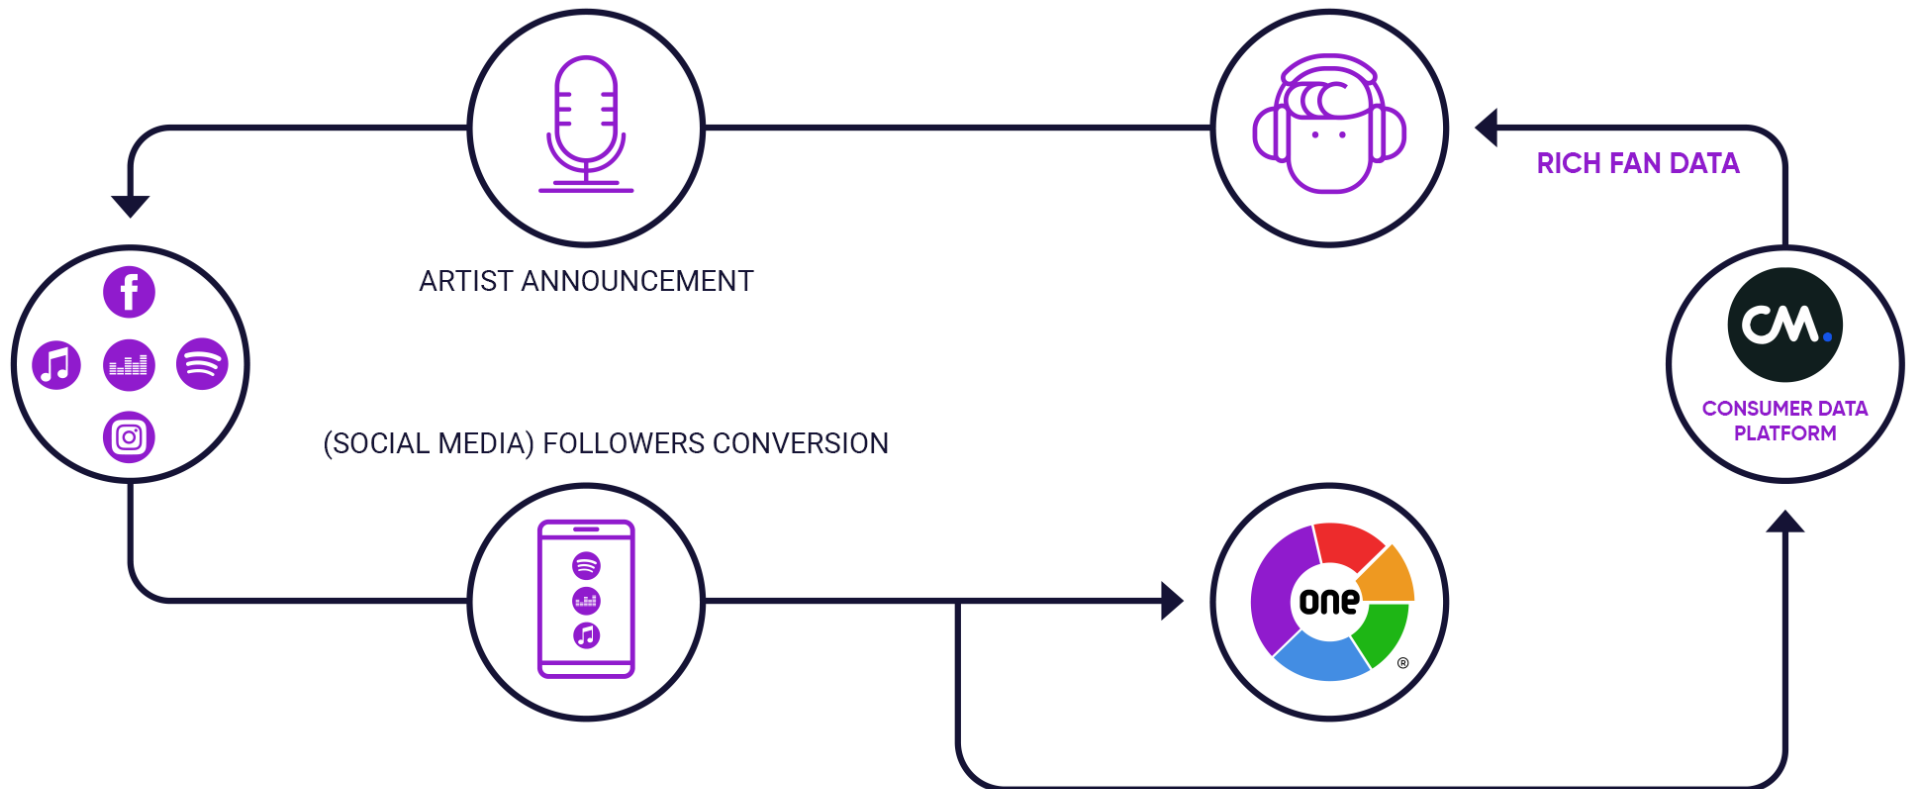 RICH FAN DATA
ARTIST ANNOUNCEMENT
CM.
CONSUMER DATA
PLATFORM
(SOCIAL MEDIA) FOLLOWERS CONVERSION
one
®